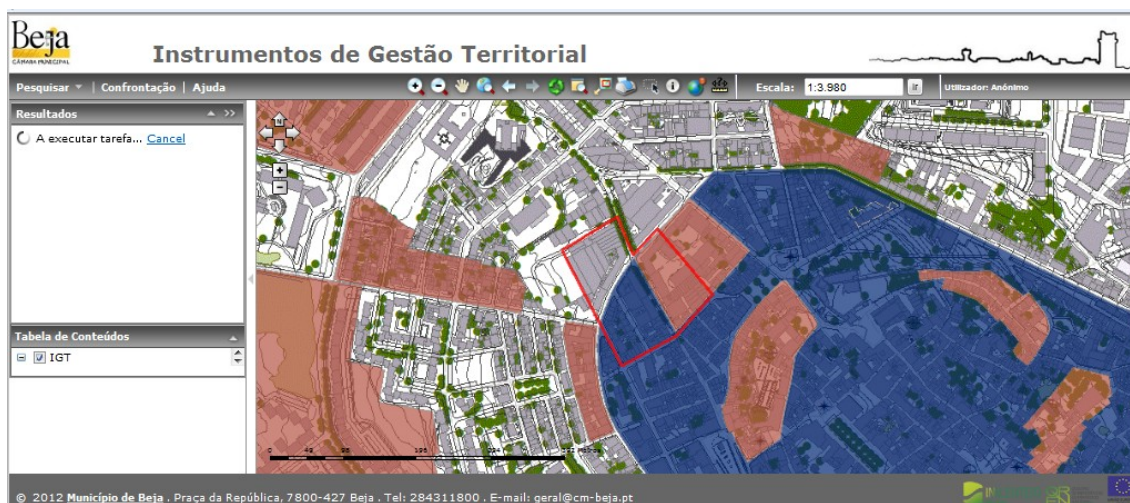 Beja
CÂMARA MUNICIPAL
Instrumentos de Gestão Territorial
Pesquisar | Confrontação | Ajuda
Escala: 1:3.980 Ir
Utilizador: Anónimo
Resultados
A executar tarefa... Cancel
Tabela de Conteúdos
IGT
© 2012 Município de Beja . Praça da República, 7800-427 Beja . Tel: 284311800 . E-mail: geral@cm-beja.pt